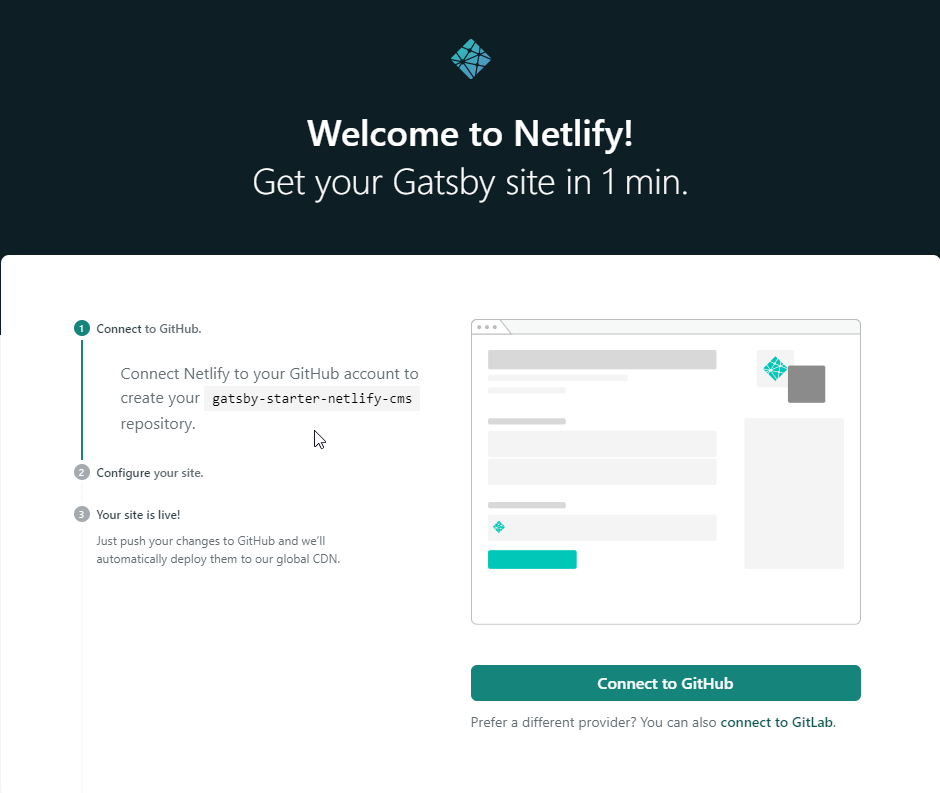 Welcome to Netlify!
Get your Gatsby site in 1 min.
1 Connect to GitHub.
Connect Netlify to your GitHub account to
create your gatsby-starter-netlify-cms
repository.
2 Configure your site.
3 Your site is live!
Just push your changes to GitHub and we'll
automatically deploy them to our global CDN.
Connect to GitHub
Prefer a different provider? You can also connect to GitLab.